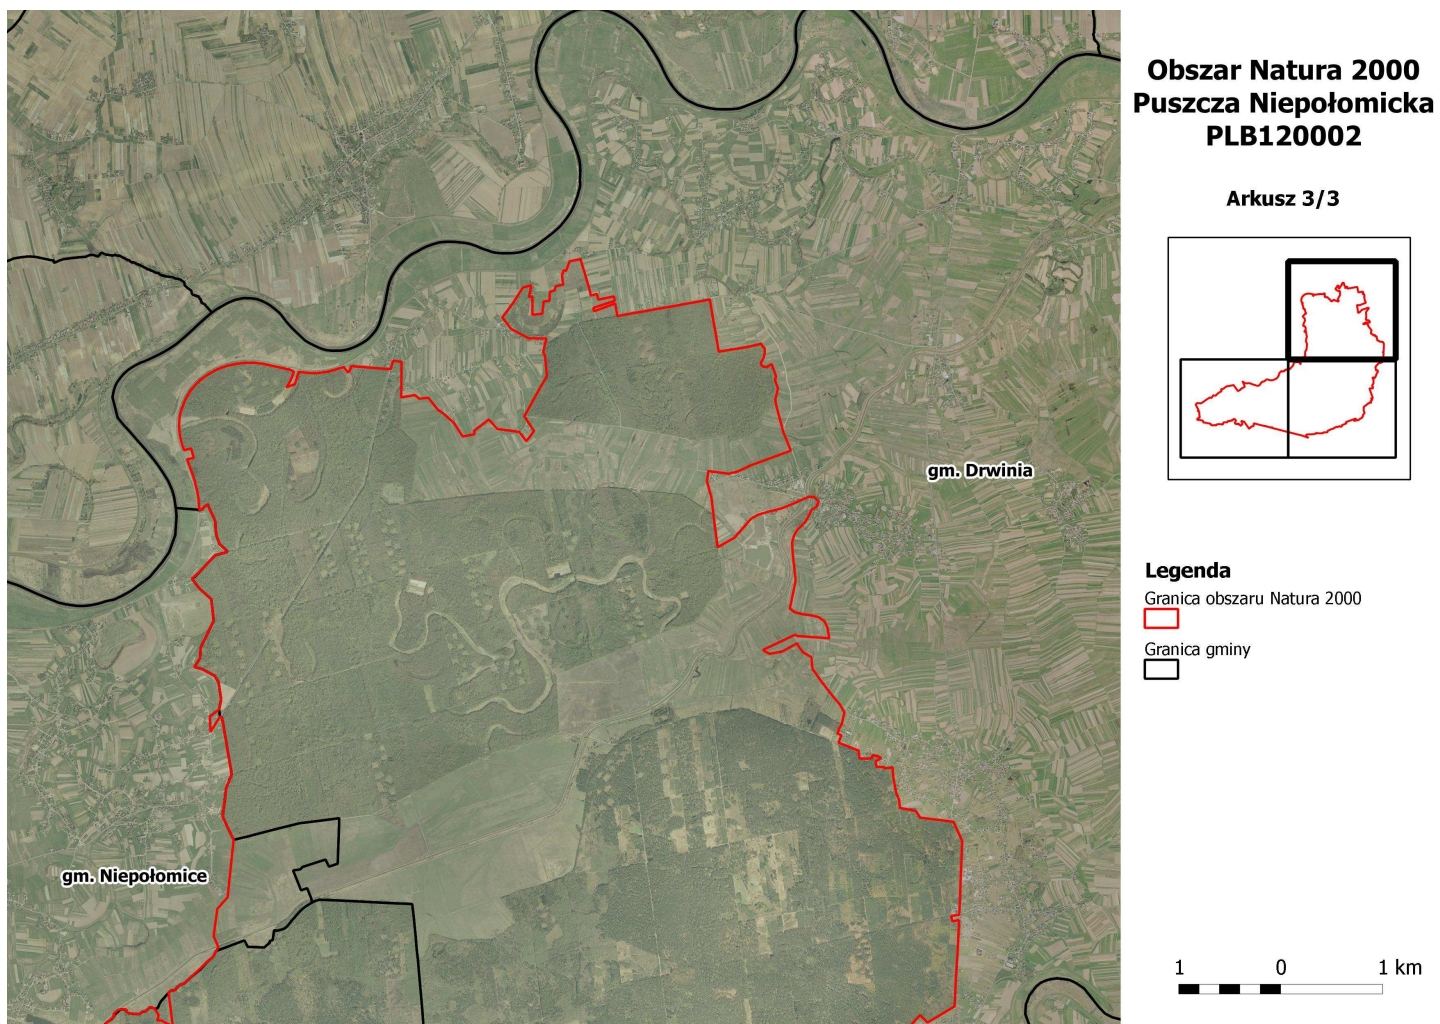 Obszar Natura 2000
Puszcza Niepołomicka
PLB120002
Arkusz 3/3
gm. Drwinia
gm. Niepołomice
Legenda
Granica obszaru Natura 2000
Granica gminy
1 0 1 km